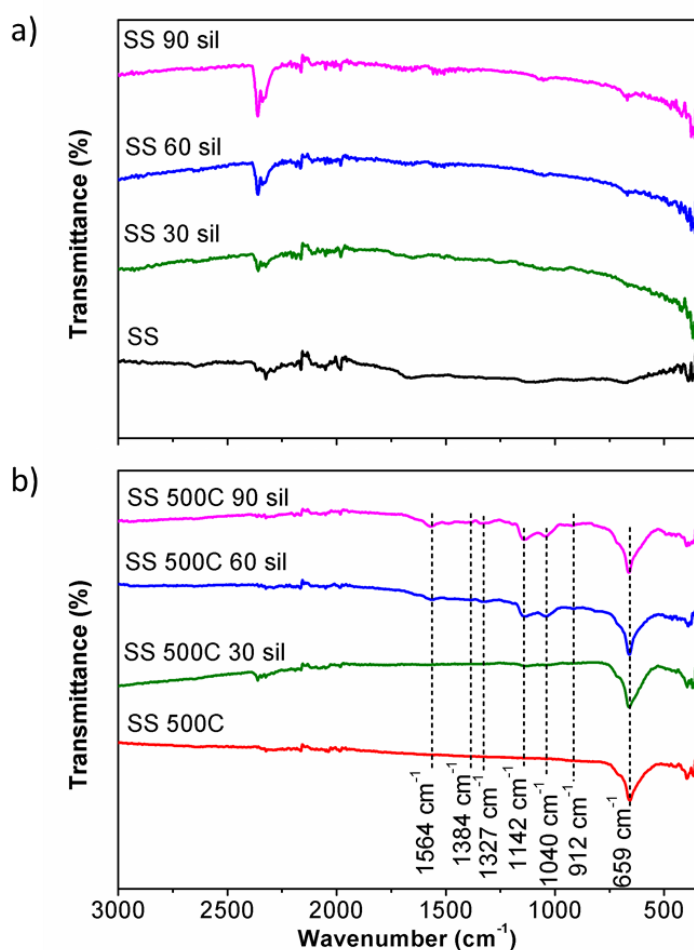 a)
SS 90 sil
SS 60 sil
SS 30 sil
SS
Transmittance (%)
b)
SS 500C 90 sil
SS 500C 60 sil
SS 500C 30 sil
SS 500C
Transmittance (%)
1564 cm⁻¹
1384 cm⁻¹
1327 cm⁻¹
1142 cm⁻¹
1040 cm⁻¹
912 cm⁻¹
659 cm⁻¹
3000 2500 2000 1500 1000 500
Wavenumber (cm⁻¹)